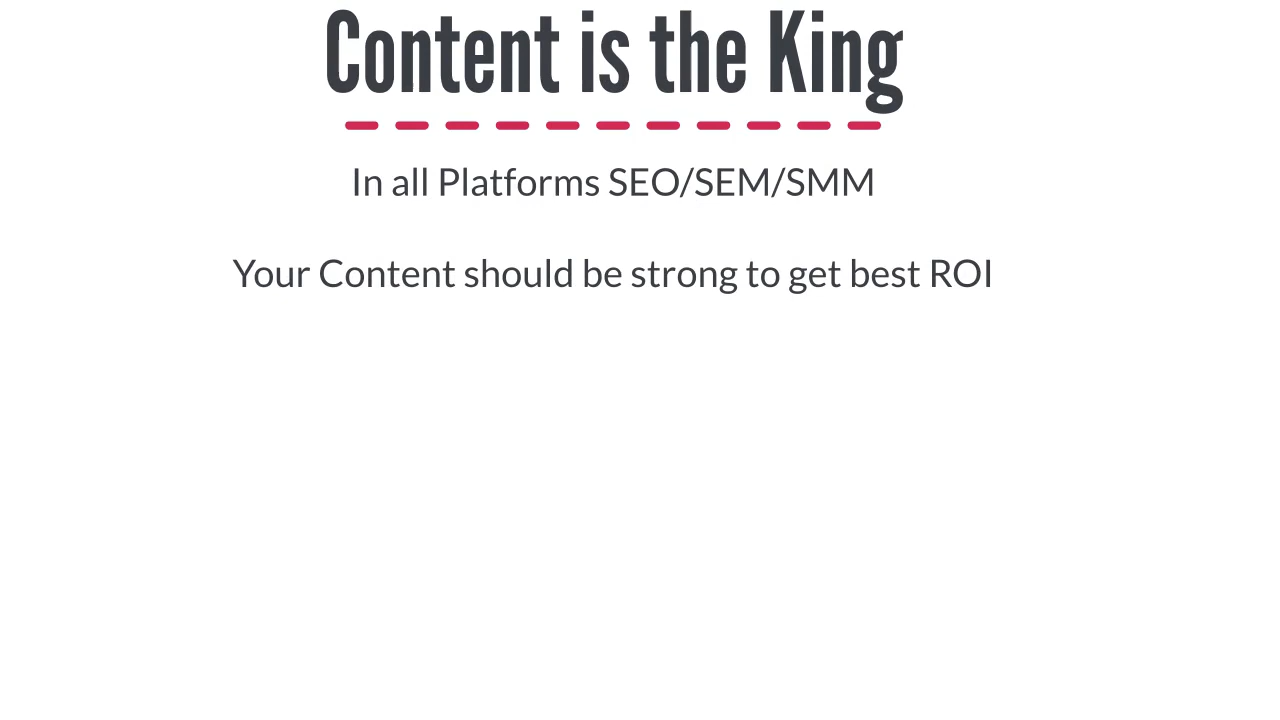 Content is the King
In all Platforms SEO/SEM/SMM
Your Content should be strong to get best ROI